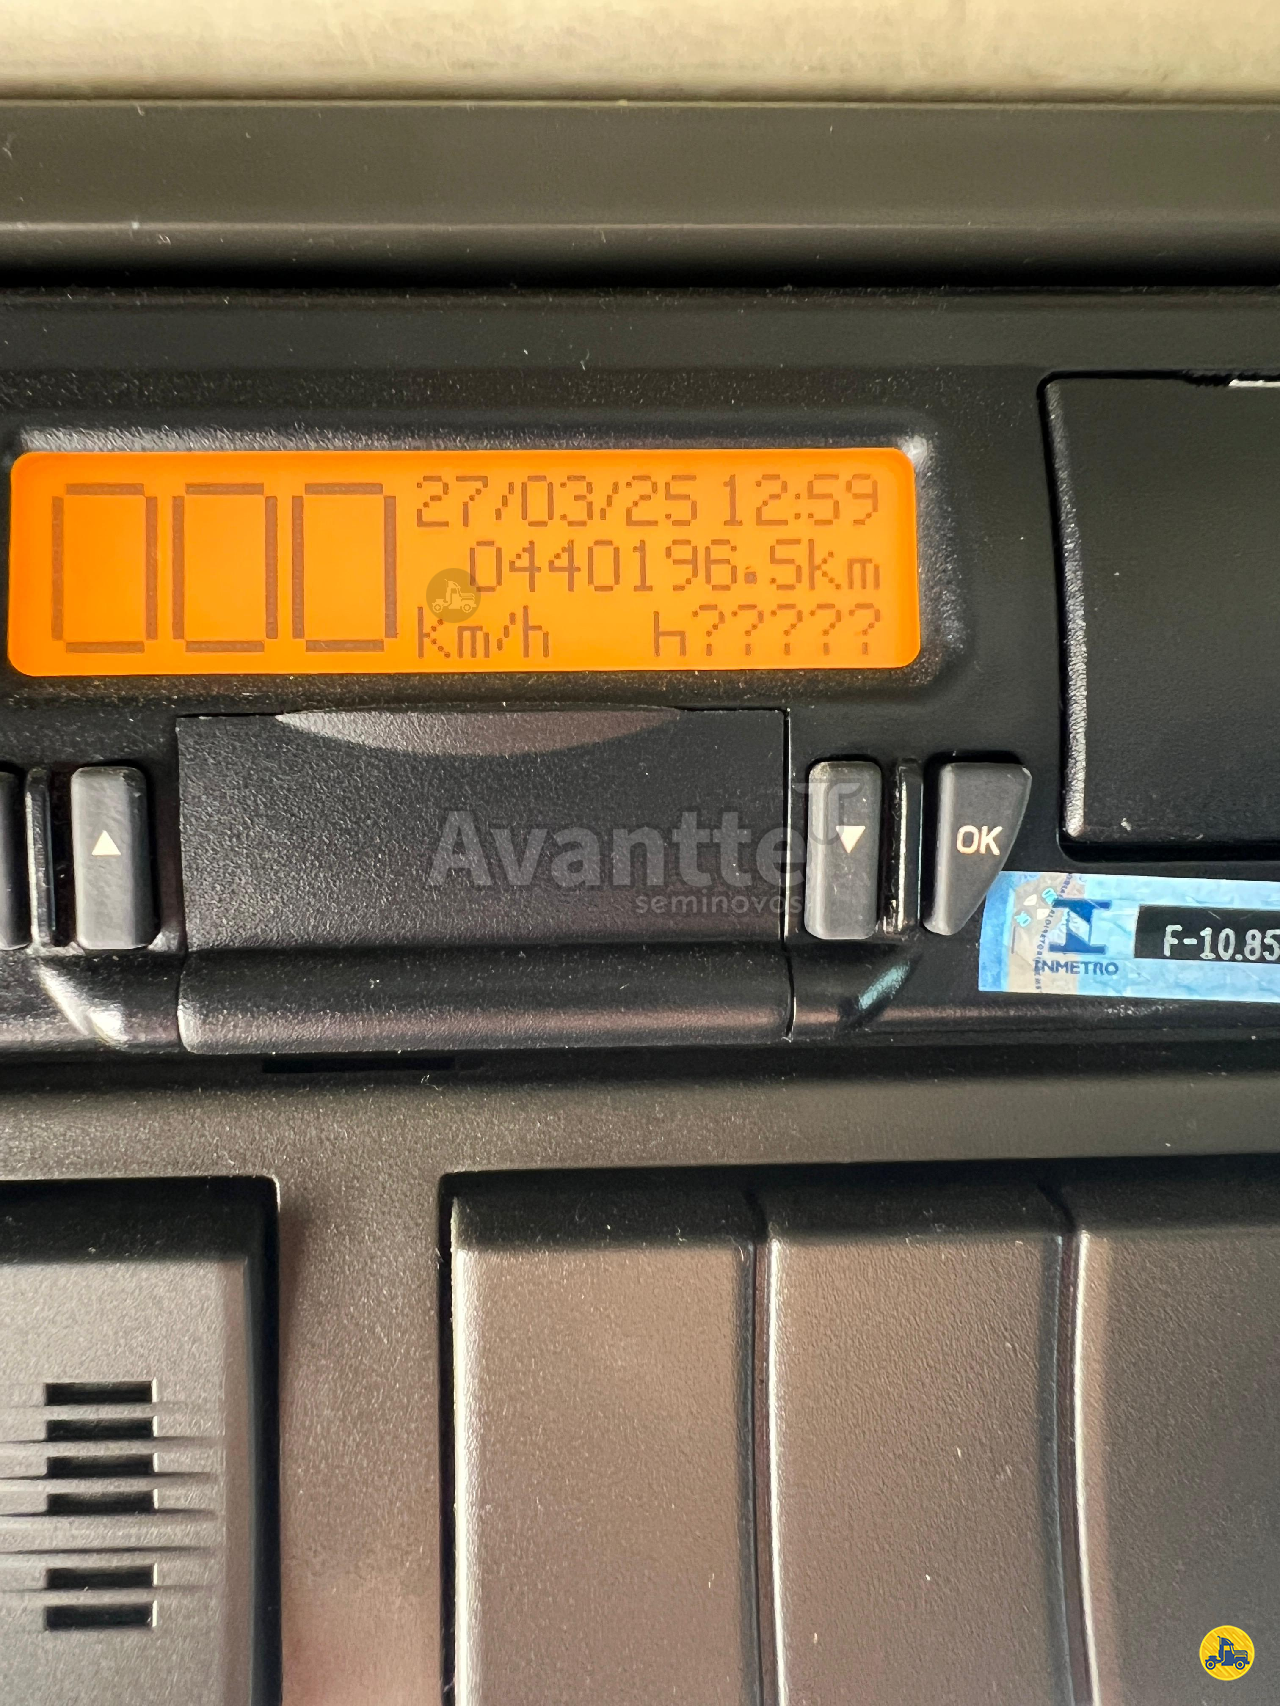 000
27/03/25 12:59
0440196.5km
km/h h?????
▲
▼
OK
Avantte
seminovos
INMETRO
F-10.85